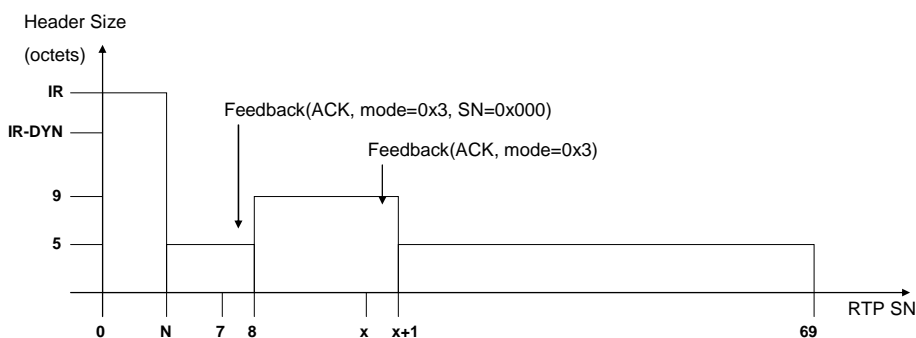 Header Size
(octets)
IR
Feedback(ACK, mode=0x3, SN=0x000)
IR-DYN
Feedback(ACK, mode=0x3)
9
5
RTP SN
0 N 7 8 x x+1 69